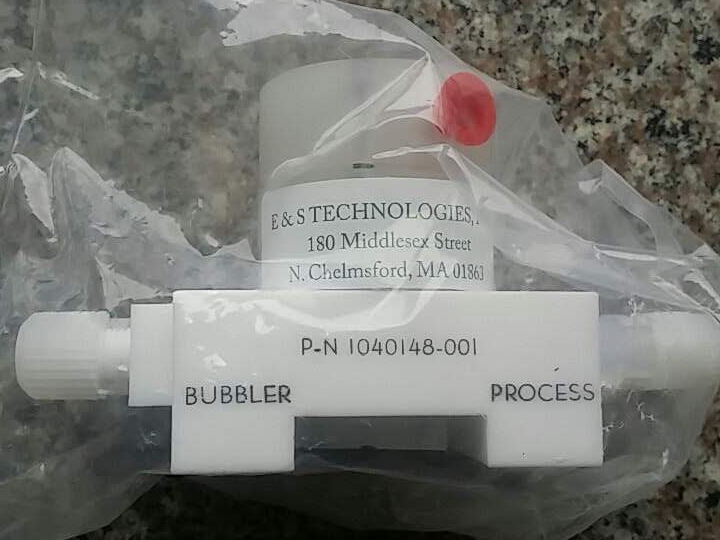 E & S TECHNOLOGIES,
180 Middlesex Street
N. Chelmsford, MA 01863
P-N 1040148-001
BUBBLER
PROCESS